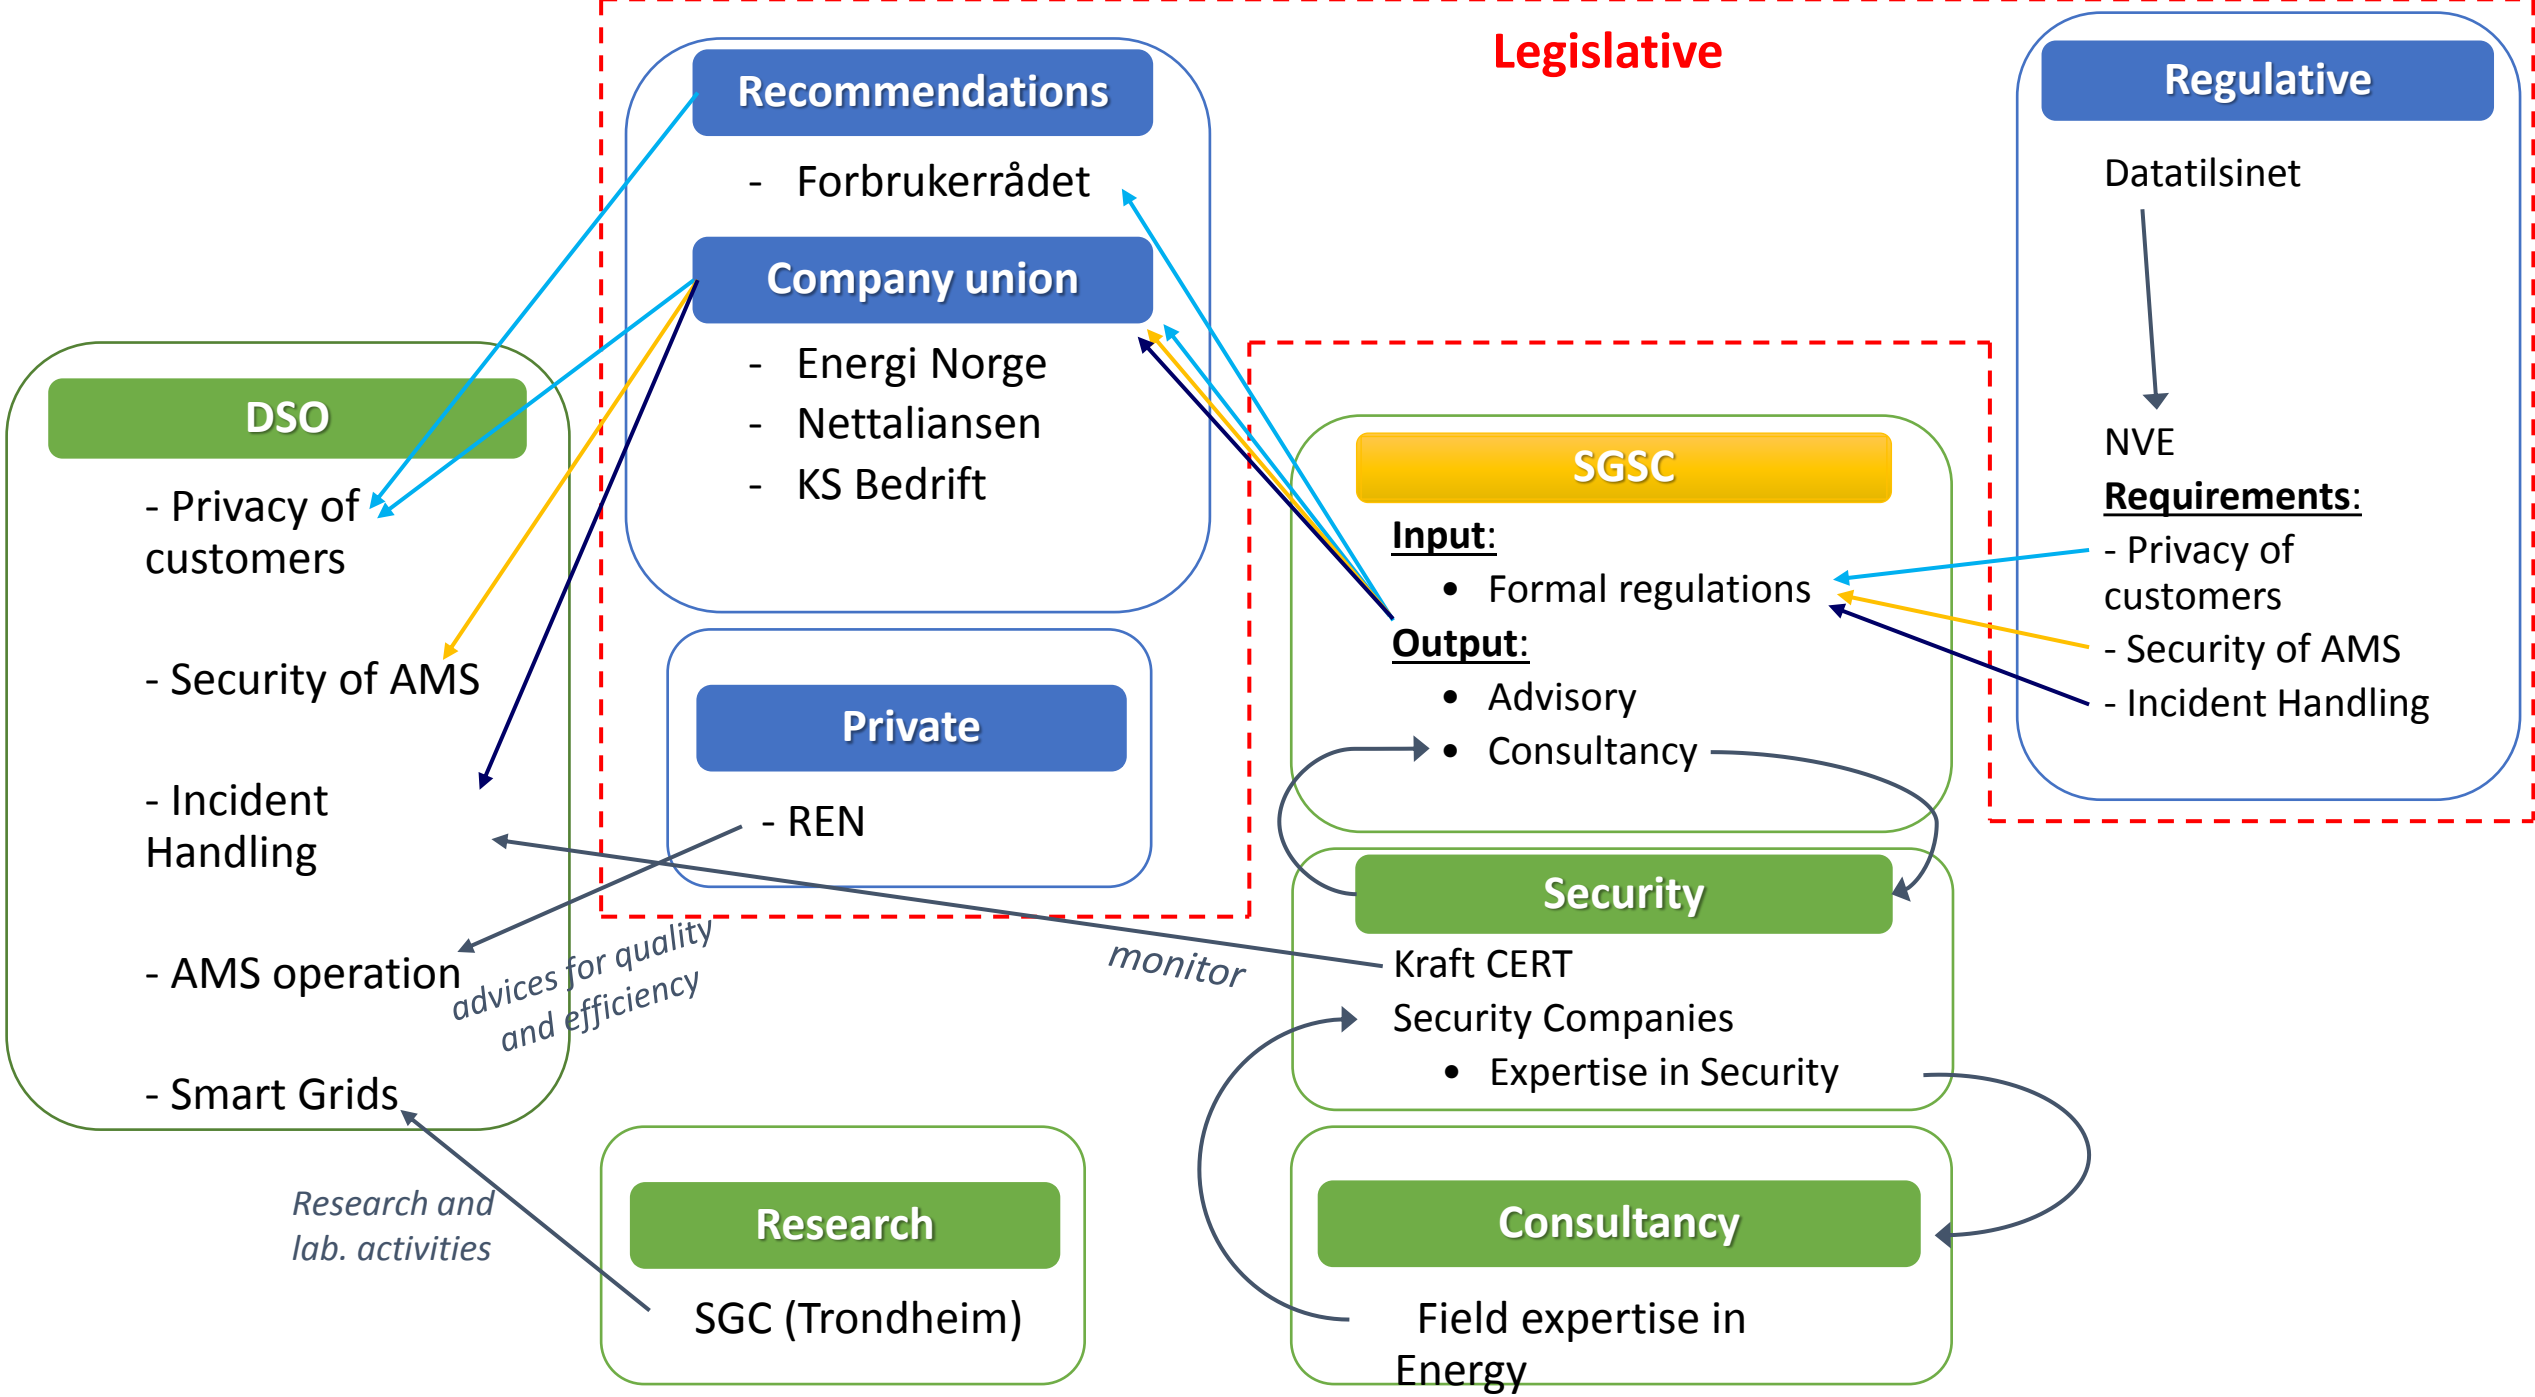 Legislative
Recommendations
- Forbrukerrådet
Company union
- Energi Norge
- Nettaliansen
- KS Bedrift
Private
- REN
Regulative
Datatilsinet
NVE
Requirements:
- Privacy of
customers
- Security of AMS
- Incident Handling
DSO
- Privacy of
customers
- Security of AMS
- Incident
Handling
- AMS operation
- Smart Grids
advices for quality
and efficiency
monitor
Research and
lab. activities
SGSC
Input:
• Formal regulations
Output:
• Advisory
• Consultancy
Security
Kraft CERT
Security Companies
• Expertise in Security
Research
SGC (Trondheim)
Consultancy
Field expertise in
Energy